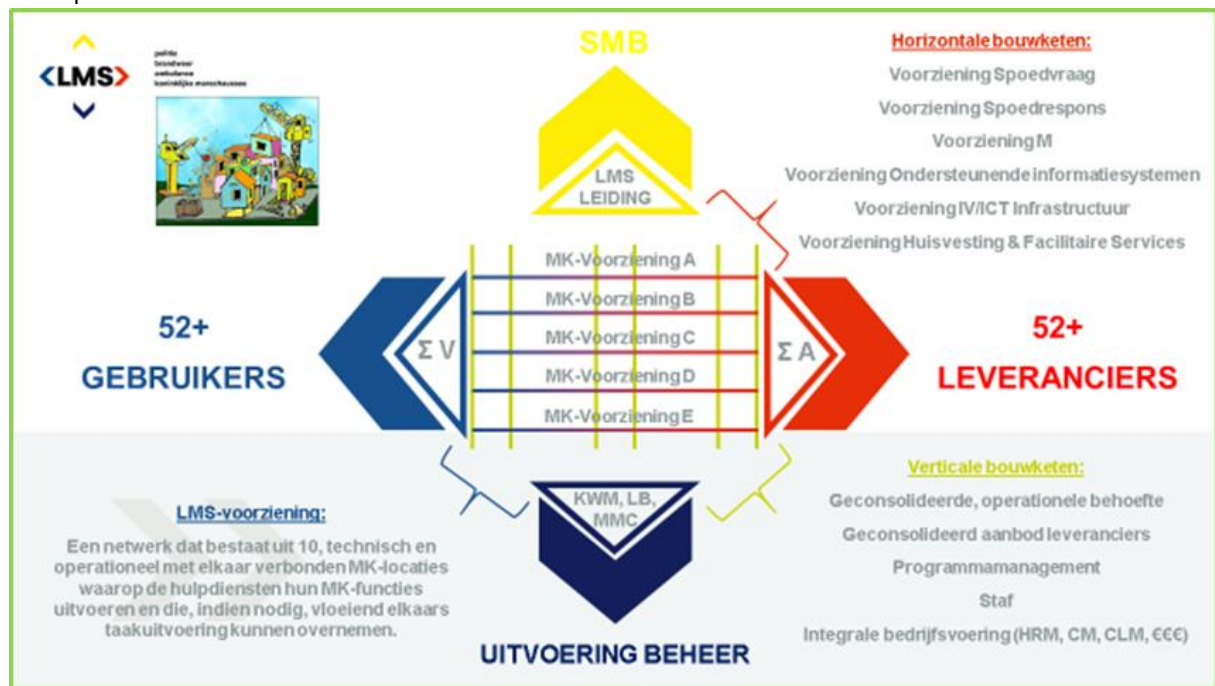 <LMS>
politie
brandweer
ambulance
koninklijke marechaussee
SMB
LMS
LEIDING
Horizontale bouwketen:
Voorziening Spoedvraag
Voorziening Spoedrespons
Voorziening M
Voorziening Ondersteunende informatiesystemen
Voorziening IV/ICT Infrastructuur
Voorziening Huisvesting & Facilitaire Services
52+
GEBRUIKERS
Σ V
MK-Voorziening A
MK-Voorziening B
MK-Voorziening C
MK-Voorziening D
MK-Voorziening E
Σ A
52+
LEVERANCIERS
LMS-voorziening:
Een netwerk dat bestaat uit 10, technisch en
operationeel met elkaar verbonden MK-locaties
waarop de hulpdiensten hun MK-functies
uitvoeren en die, indien nodig, vloeiend elkaars
taakuitvoering kunnen overnemen.
KWM, LB,
MMC
UITVOERING BEHEER
Verticale bouwketen:
Geconsolideerde, operationele behoefte
Geconsolideerd aanbod leveranciers
Programmamanagement
Staf
Integrale bedrijfsvoering (HRM, CM, CLM, €€€)